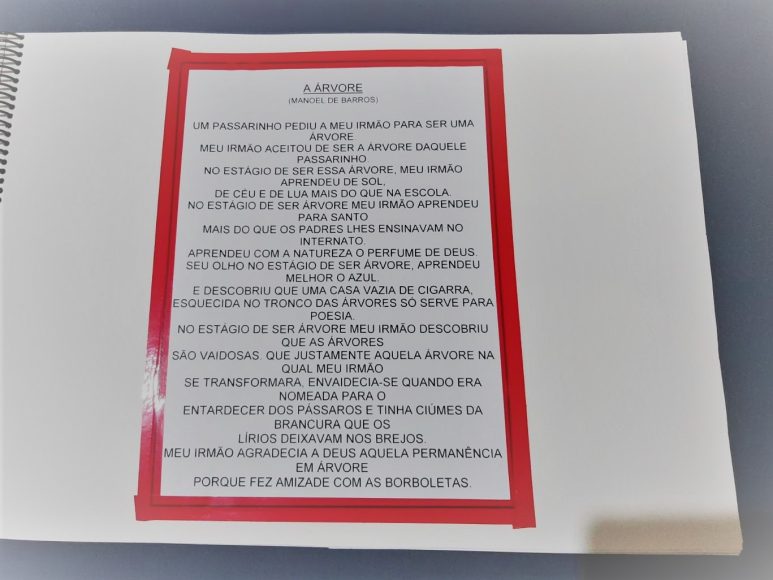 A ÁRVORE
(MANOEL DE BARROS)
UM PASSARINHO PEDIU A MEU IRMÃO PARA SER UMA
ÁRVORE
MEU IRMÃO ACEITOU DE SER A ÁRVORE DAQUELE
PASSARINHO
NO ESTÁGIO DE SER ESSA ÁRVORE, MEU IRMÃO
APRENDEU DE SOL,
DE CÉU E DE LUA MAIS DO QUE NA ESCOLA.
NO ESTÁGIO DE SER ÁRVORE MEU IRMÃO APRENDEU
PARA SANTO
MAIS DO QUE OS PADRES LHES ENSINAVAM NO
INTERNATO.
APRENDEU COM A NATUREZA O PERFUME DE DEUS.
SEU OLHO NO ESTÁGIO DE SER ÁRVORE, APRENDEU
MELHOR O AZUL.
E DESCOBRIU QUE UMA CASA VAZIA DE CIGARRA,
ESQUECIDA NO TRONCO DAS ÁRVORES SÓ SERVE PARA
POESIA.
NO ESTÁGIO DE SER ÁRVORE MEU IRMÃO DESCOBRIU
QUE AS ÁRVORES
SÃO VAIDOSAS. QUE JUSTAMENTE AQUELA ÁRVORE NA
QUAL MEU IRMÃO
SE TRANSFORMARA, ENVAIDECIA-SE QUANDO ERA
NOMEADA PARA O
ENTARDECER DOS PÁSSAROS E TINHA CIÚMES DA
BRANCURA QUE OS
LÍRIOS DEIXAVAM NOS BREJOS.
MEU IRMÃO AGRADECIA A DEUS AQUELA PERMANÊNCIA
EM ÁRVORE
PORQUE FEZ AMIZADE COM AS BORBOLETAS.